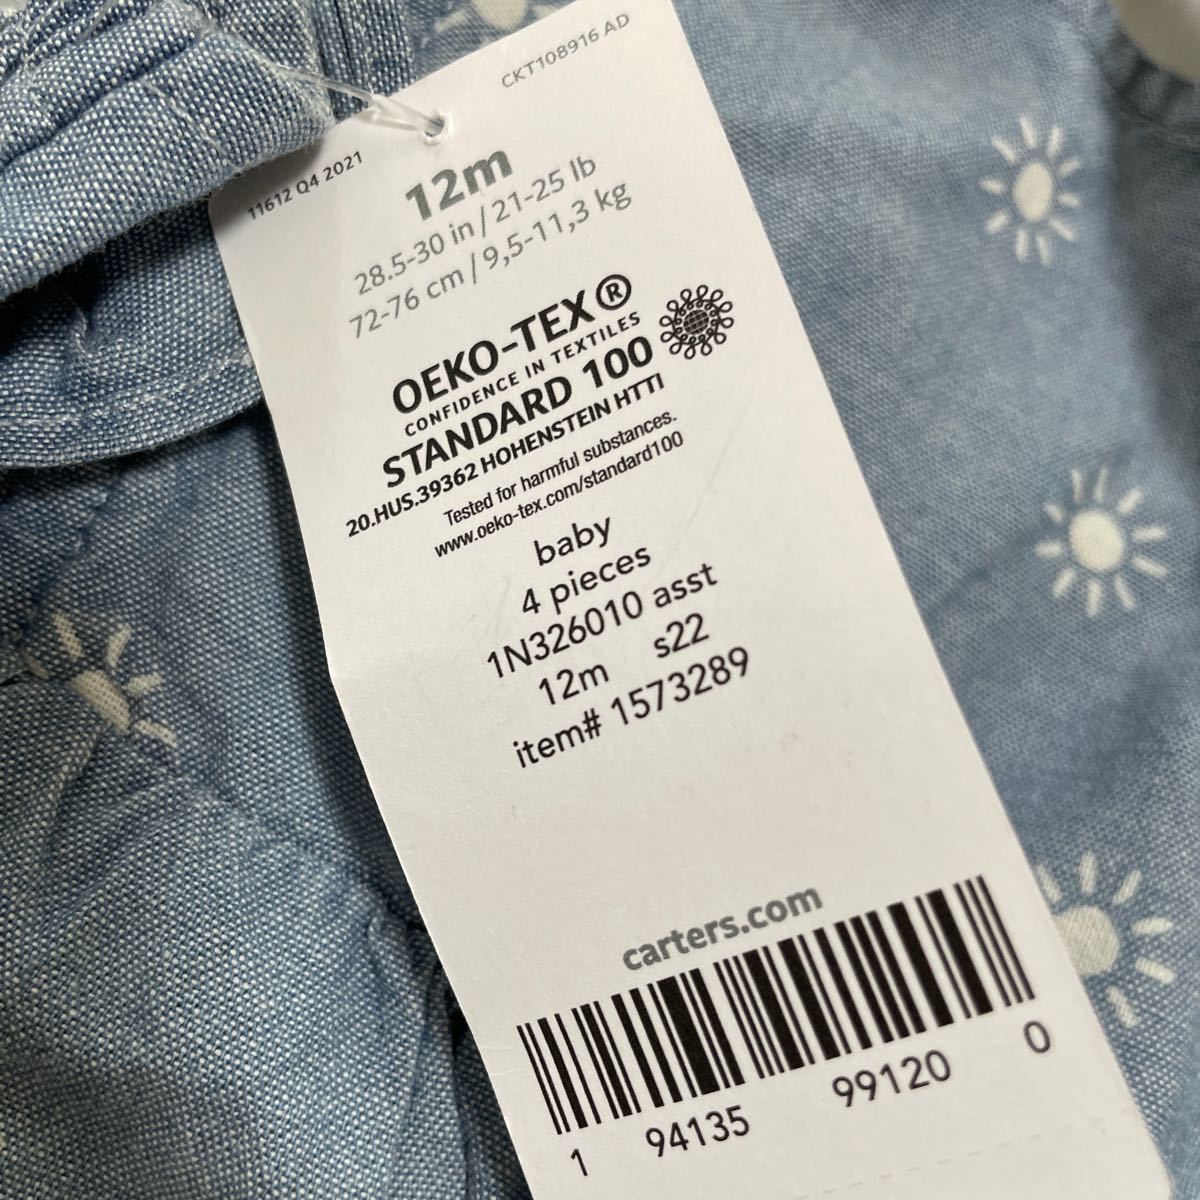 CKT108916 AD
11612 Q4 2021
12m
28.5-30 in / 21-25 lb
72-76 cm / 9,5-11,3 kg
OEKO-TEX®
CONFIDENCE IN TEXTILES
STANDARD 100
20.HUS.39362 HOHENSTEIN HTTI
Tested for harmful substances.
www.oeko-tex.com/standard100
baby
4 pieces
1N326010 asst
12m s22
item# 1573289
carters.com
1 94135 99120 0